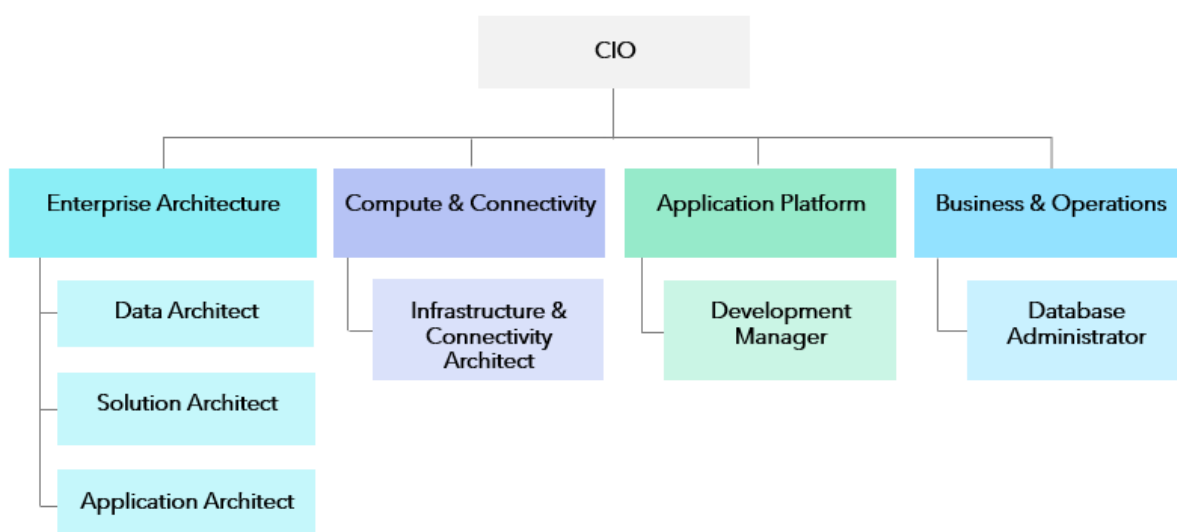 CIO
Enterprise Architecture
Compute & Connectivity
Application Platform
Business & Operations
Data Architect
Solution Architect
Application Architect
Infrastructure &
Connectivity
Architect
Development
Manager
Database
Administrator